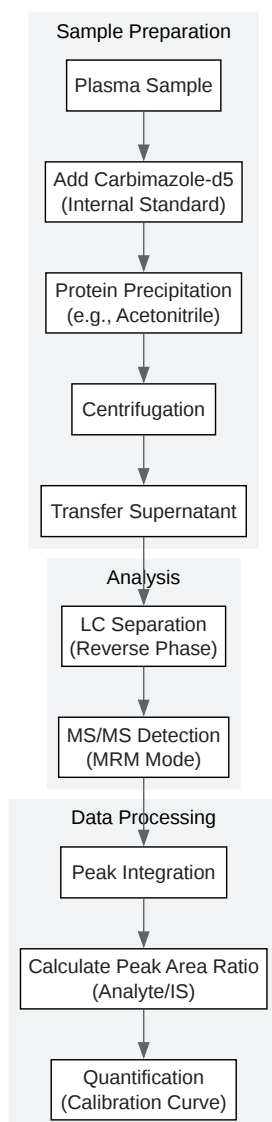 Sample Preparation
Plasma Sample
Add Carbimazole-d5
(Internal Standard)
Protein Precipitation
(e.g., Acetonitrile)
Centrifugation
Transfer Supernatant
Analysis
LC Separation
(Reverse Phase)
MS/MS Detection
(MRM Mode)
Data Processing
Peak Integration
Calculate Peak Area Ratio
(Analyte/IS)
Quantification
(Calibration Curve)